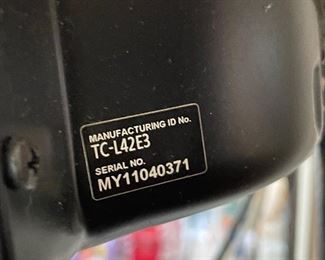 MANUFACTURING ID No.
TC-L42E3
SERIAL NO.
MY11040371